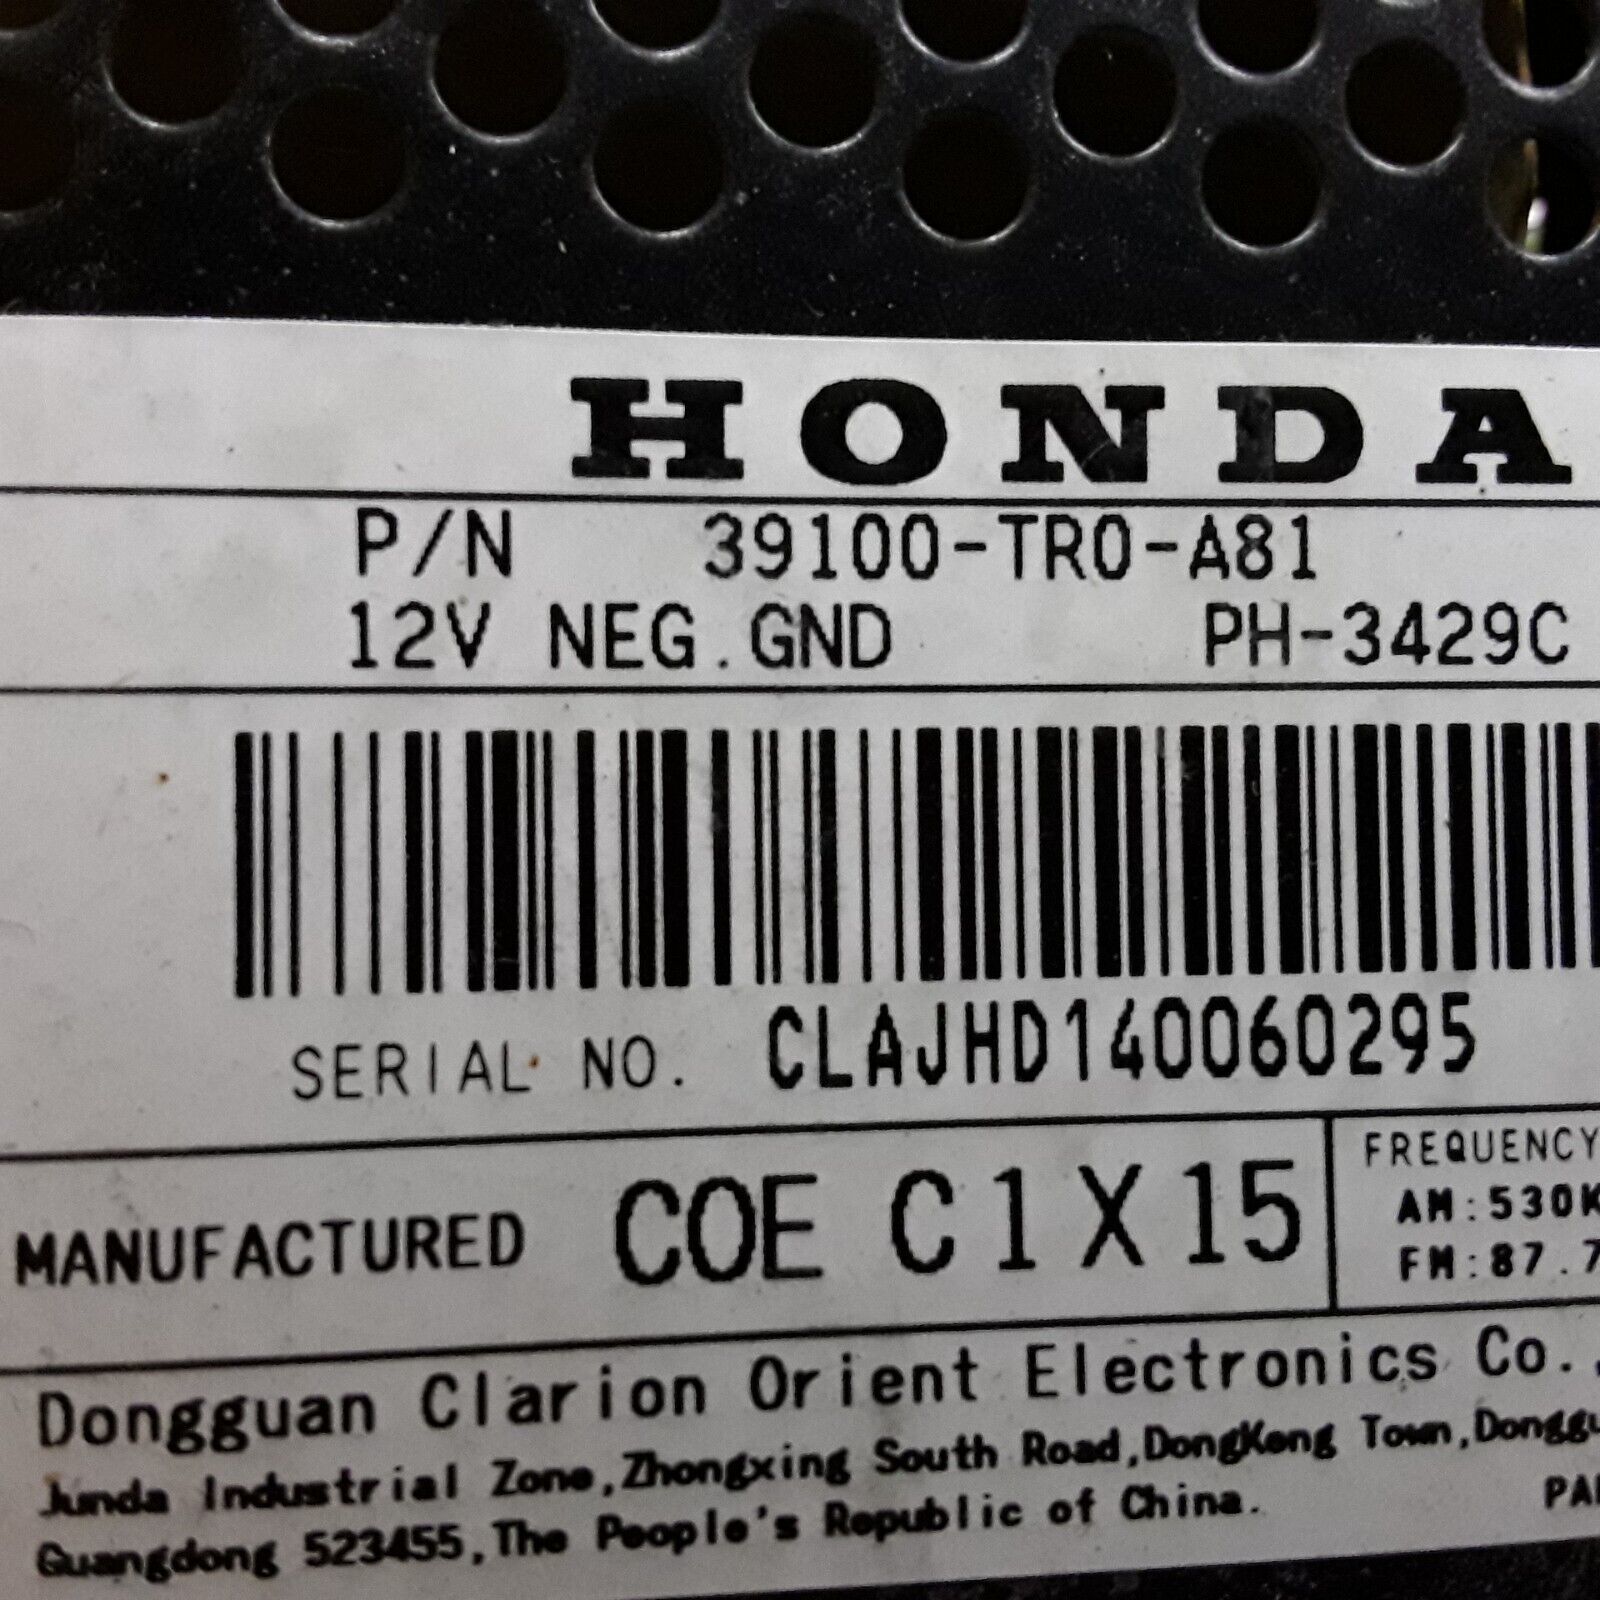 HONDA
P/N 39100-TR0-A81
12V NEG.GND PH-3429C
SERIAL NO. CLAJHD140060295
MANUFACTURED COE C1X15
FREQUENCY
AM:530K
FM:87.7
Dongguan Clarion Orient Electronics Co.,
Junda Industrial Zone,Zhongxing South Road,DongKeng Town,Donggu
Guangdong 523455,The People's Republic of China.
PA